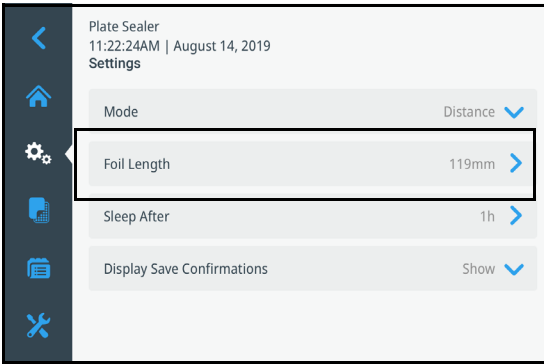 Plate Sealer
11:22:24AM | August 14, 2019
Settings
Mode Distance
Foil Length 119mm
Sleep After 1h
Display Save Confirmations Show